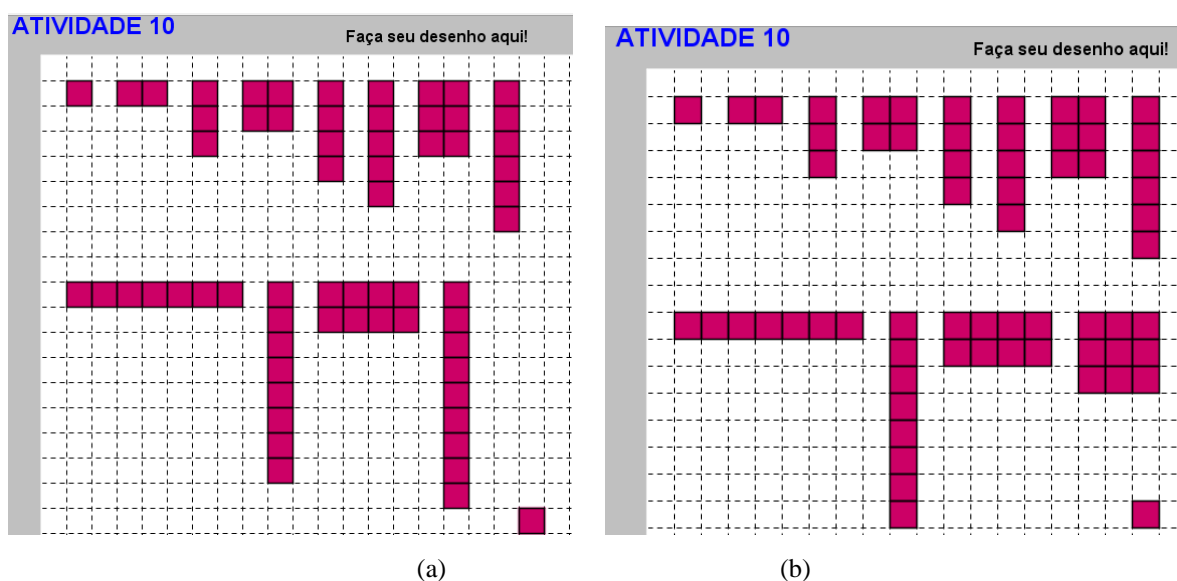 ATIVIDADE 10
Faça seu desenho aqui!
ATIVIDADE 10
Faça seu desenho aqui!
(a)
(b)